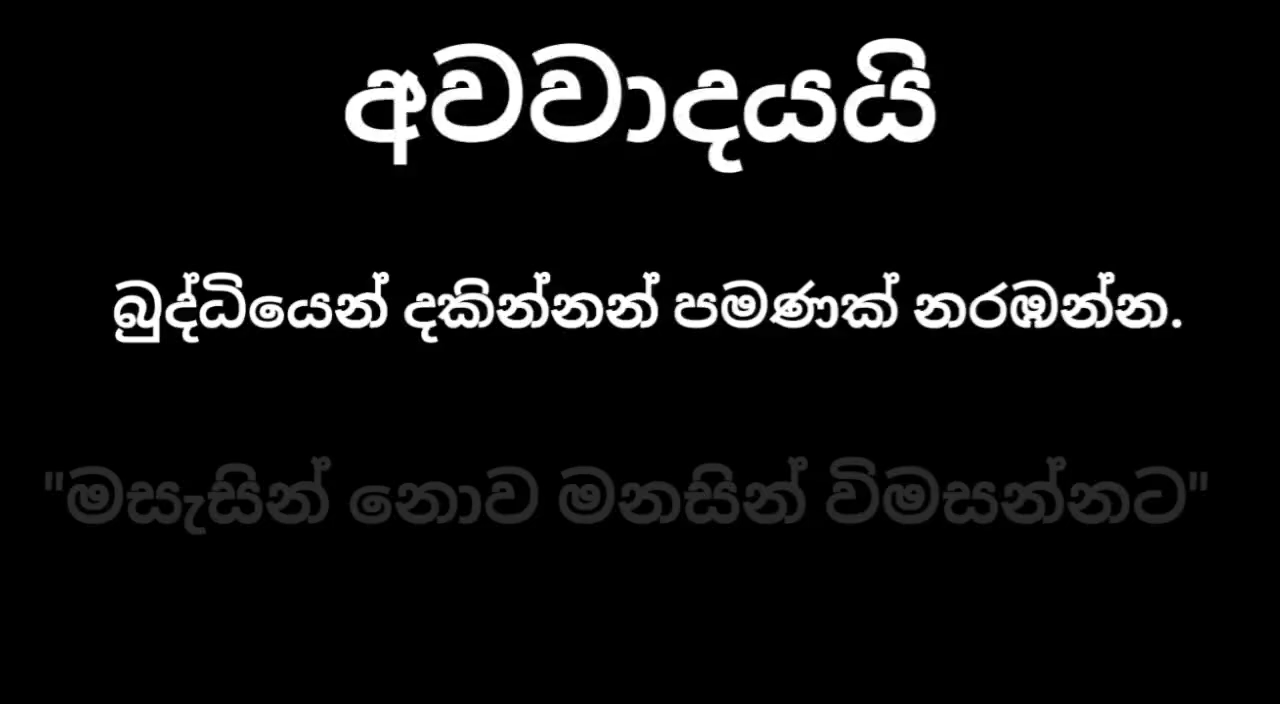 අවවාදයයි
බුද්ධියෙන් දකින්නන් පමණක් නරඹන්න.
"මසැසින් නොව මනසින් විමසන්නට"